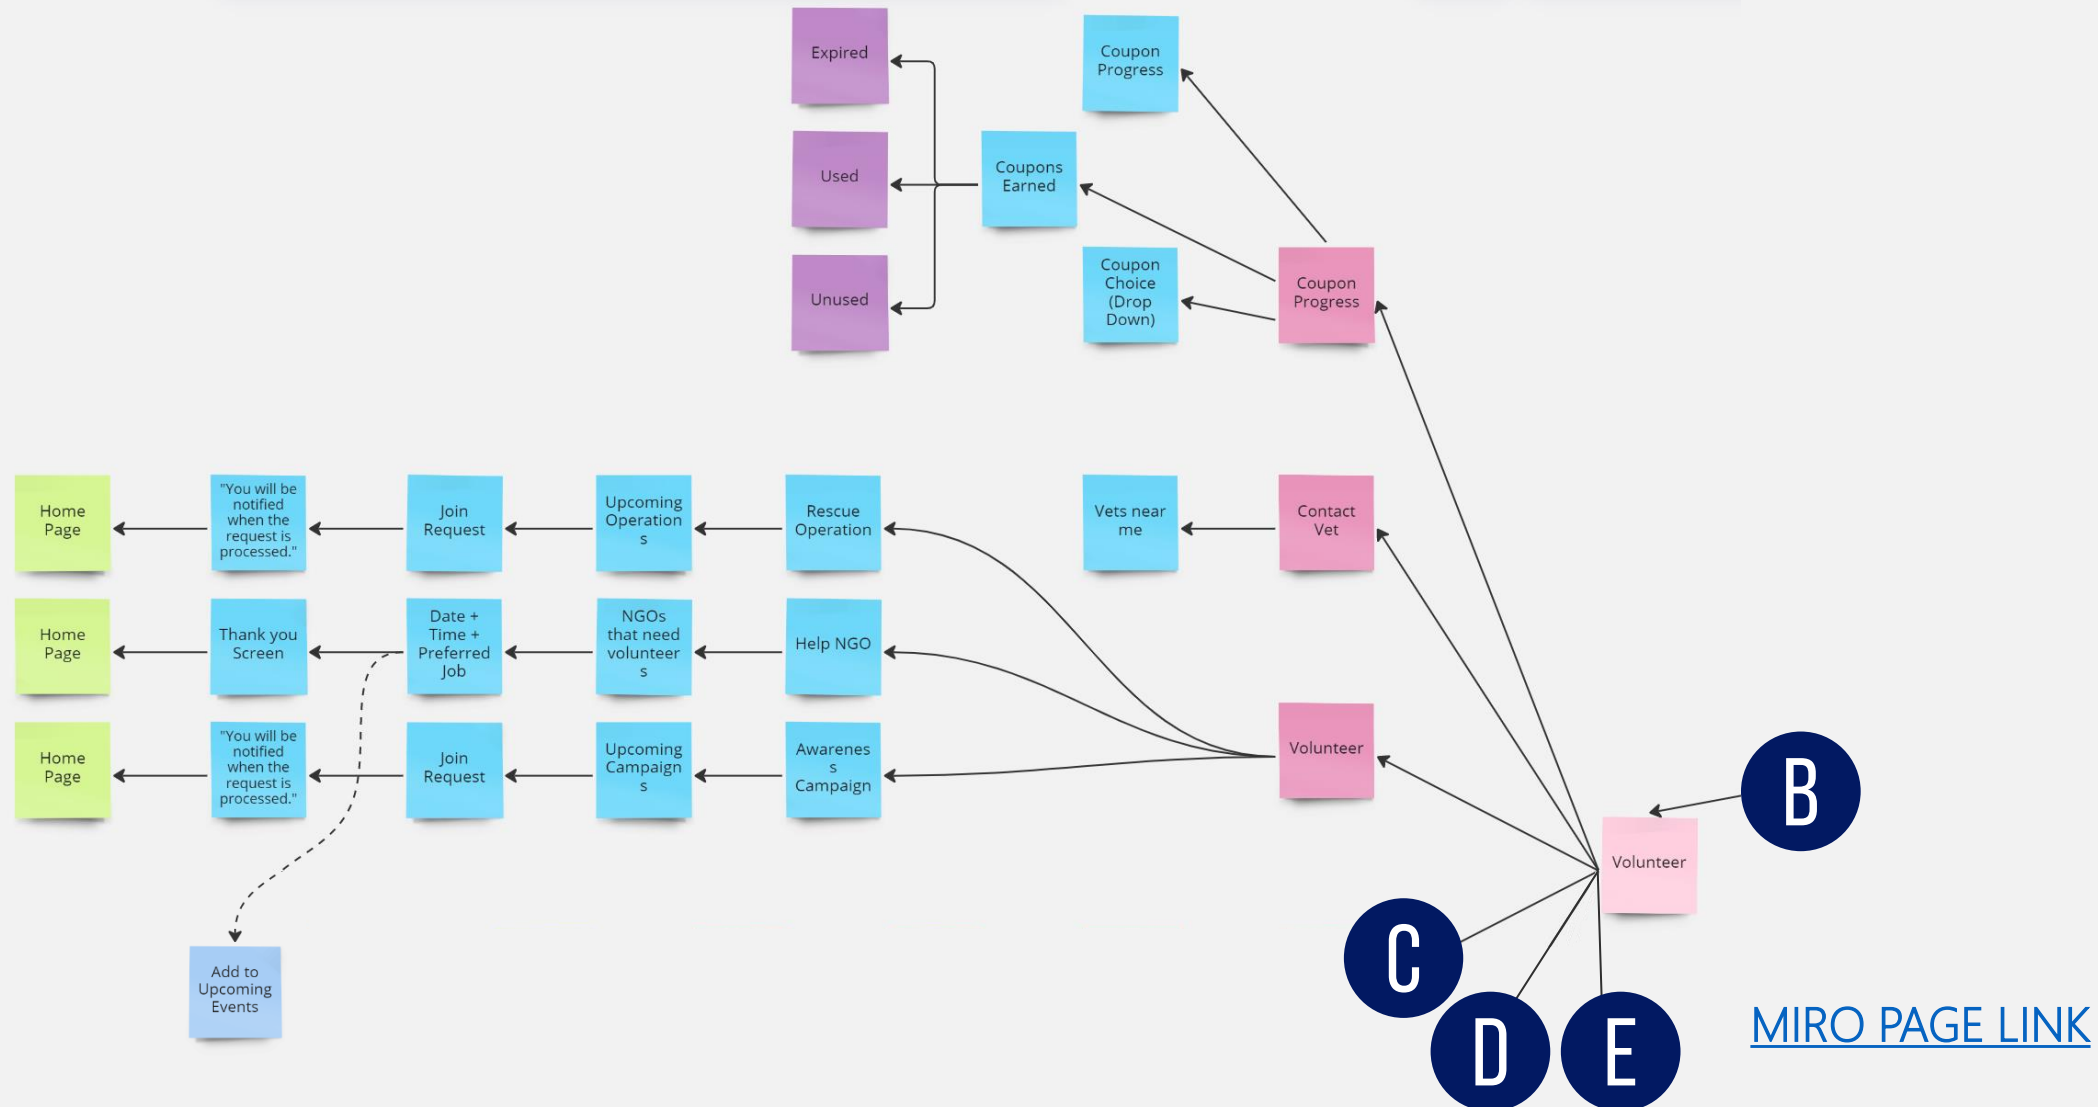 Expired
Coupon
Progress
Used
Coupons
Earned
Unused
Coupon
Choice
(Drop
Down)
Coupon
Progress
Home
Page
"You will be
notified
when the
request is
processed."
Join
Request
Upcoming
Operation
s
Rescue
Operation
Vets near
me
Contact
Vet
Home
Page
Thank you
Screen
Date +
Time +
Preferred
Job
NGOs
that need
volunteer
s
Help NGO
Home
Page
"You will be
notified
when the
request is
processed."
Join
Request
Upcoming
Campaign
s
Awarenes
s
Campaign
Volunteer
B
Volunteer
C
D
E
Add to
Upcoming
Events
MIRO PAGE LINK